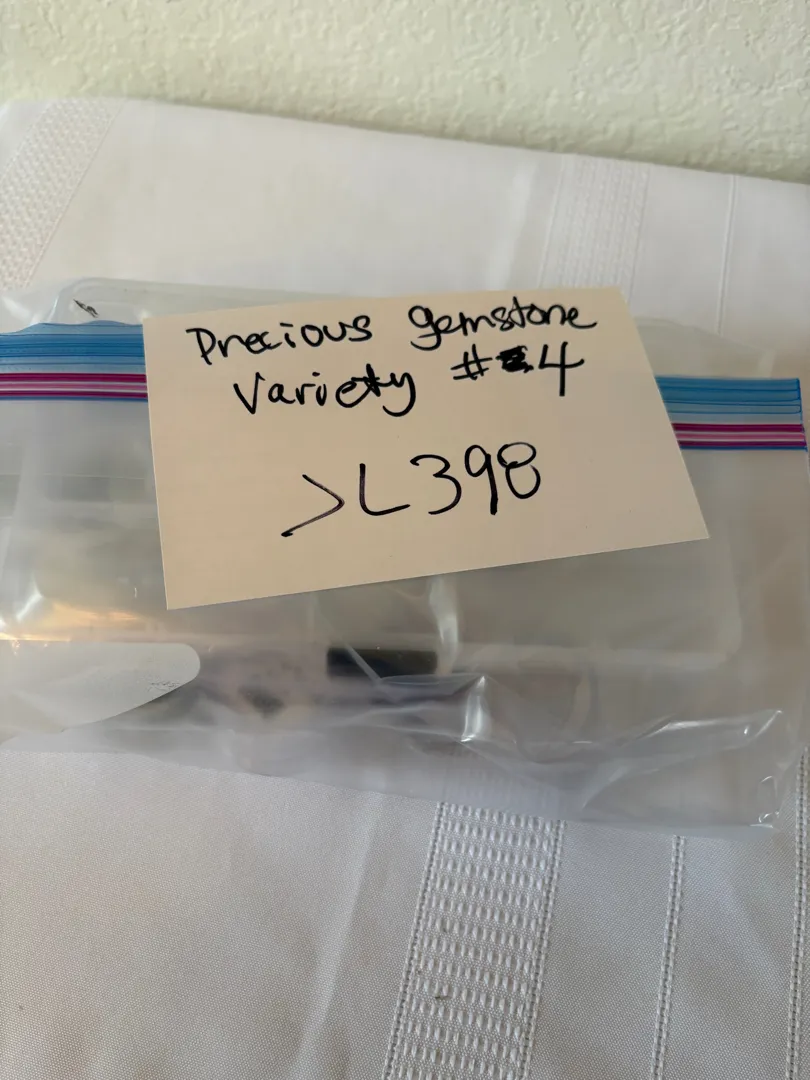 Precious gemstone
Variety #4
>L398